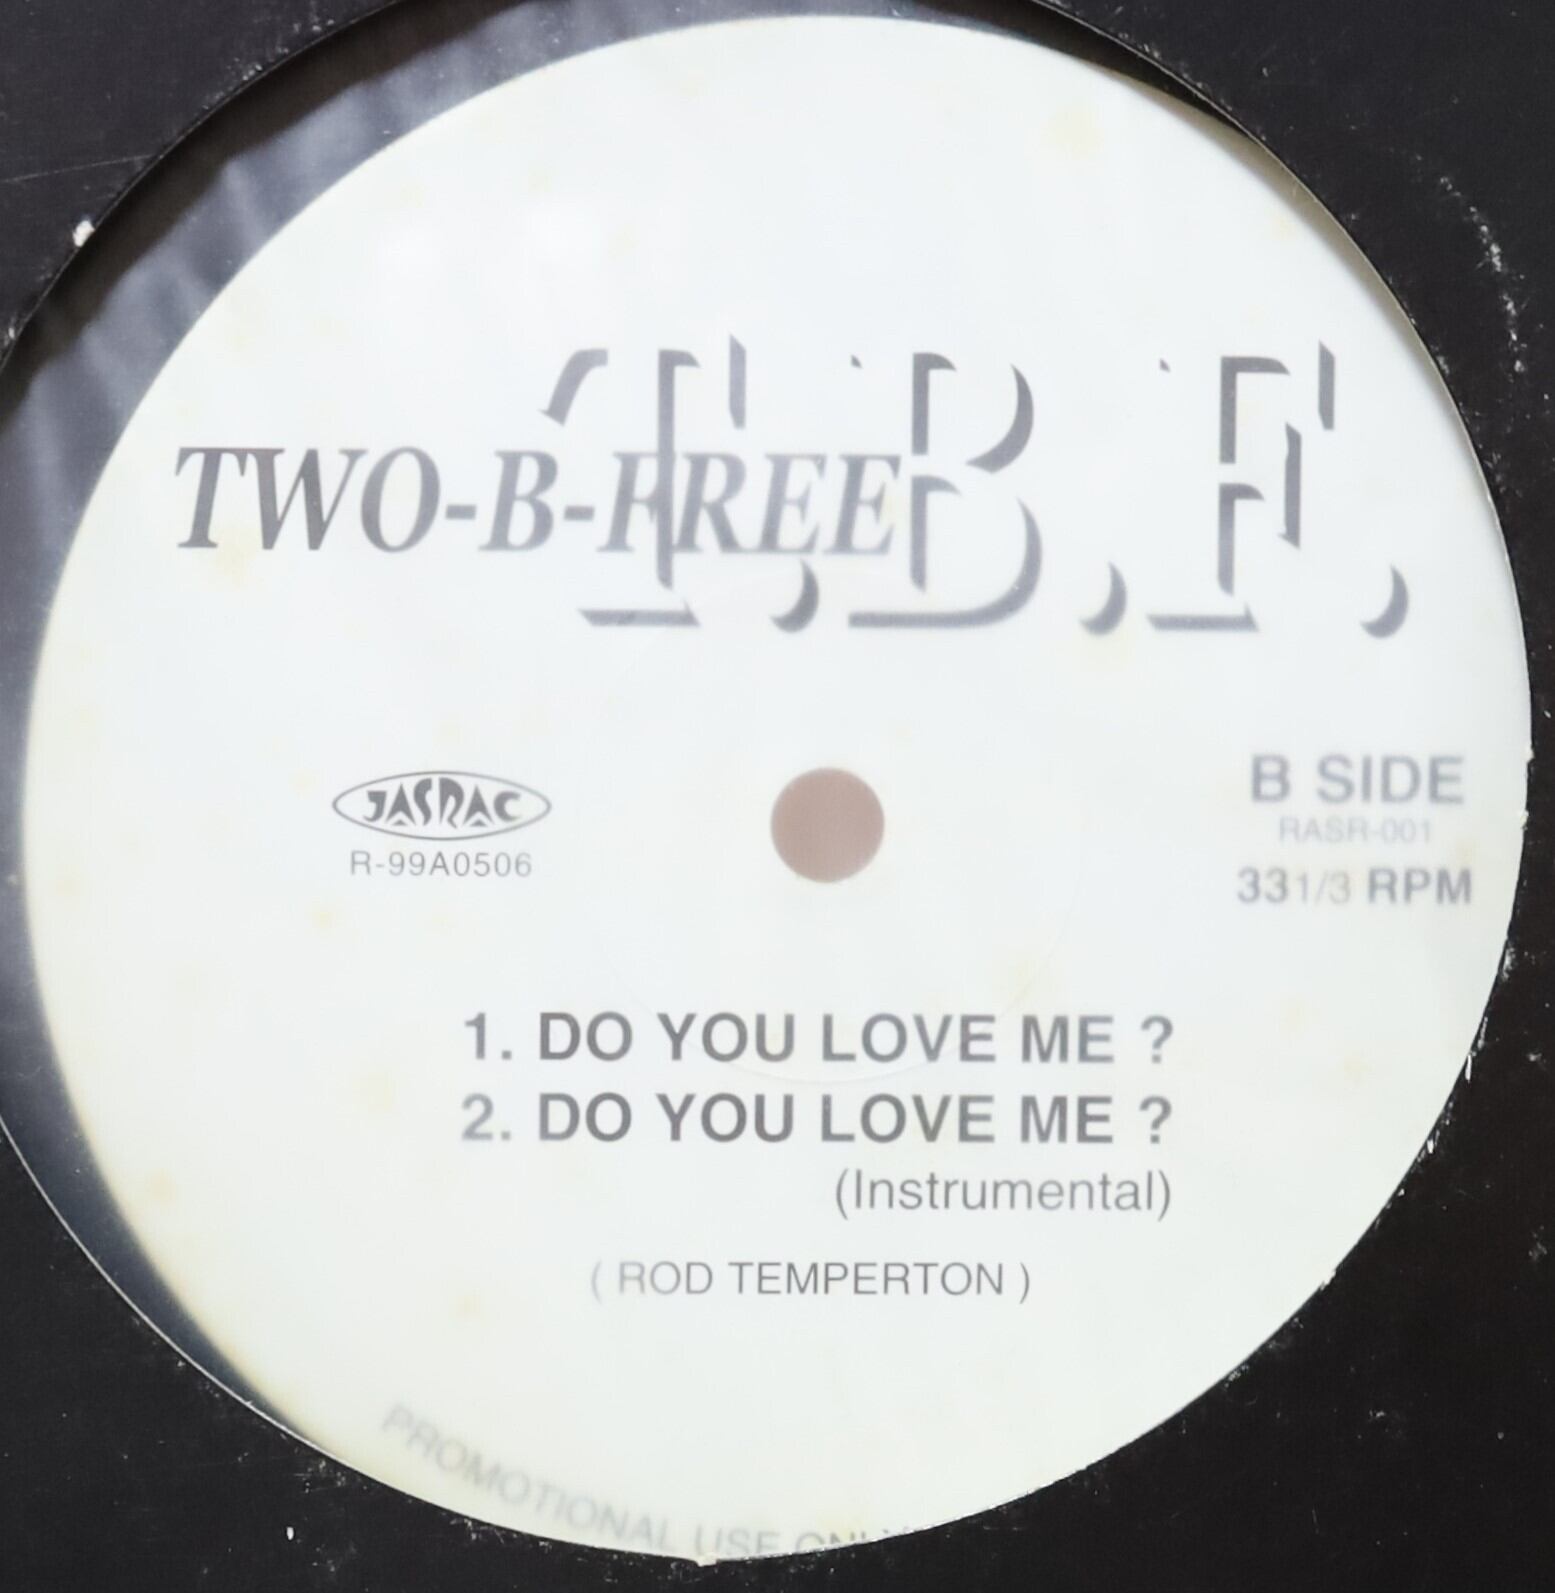 T.B.F.
TWO-B-FREE
JASRAC
R-99A0506
B SIDE
RASR-001
33 1/3 RPM
1. DO YOU LOVE ME ?
2. DO YOU LOVE ME ?
(Instrumental)
( ROD TEMPERTON )
PROMOTIONAL USE ONLY